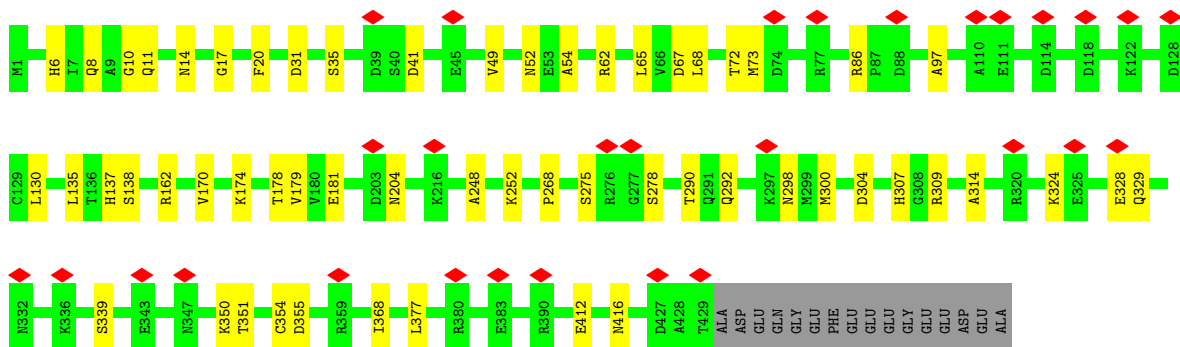 M1 H6 I7 Q8 A9 G10 Q11 N14 G17 F20 D31 S35 D39 S40 D41 E45 V49 N52 E53 A54 R62 L65 V66 D67 L68 T72 M73 D74 R77 R86 P87 D88 A97 A110 E111 D114 D118 K122 D128
C129 L130 L135 T136 H137 S138 R162 V170 K174 T178 V179 V180 E181 D203 N204 K216 A248 K252 P268 S275 R276 G277 S278 T290 Q291 Q292 K297 N298 M299 M300 D304 H307 G308 R309 A314 R320 K324 E325 E328 Q329
N332 K336 S339 E343 N347 K350 T351 C354 D355 R359 I368 L377 R380 E383 R390 E412 N416 D427 A428 T429 ALA ASP GLU GLN GLY GLU PHE GLU GLU GLU GLY GLU GLU ASP GLU ALA